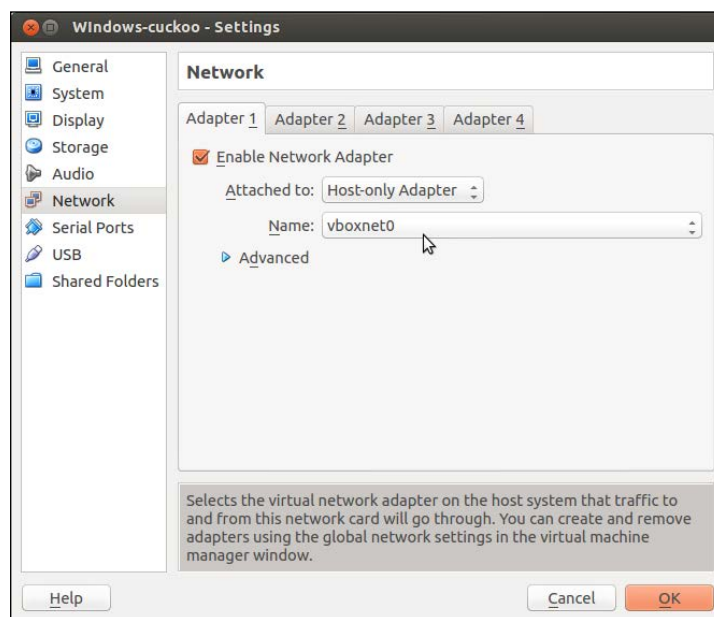 WIndows-cuckoo - Settings
General
System
Display
Storage
Audio
Network
Serial Ports
USB
Shared Folders
Network
Adapter 1
Adapter 2
Adapter 3
Adapter 4
Enable Network Adapter
Attached to: Host-only Adapter
Name: vboxnet0
Advanced
Selects the virtual network adapter on the host system that traffic to
and from this network card will go through. You can create and remove
adapters using the global network settings in the virtual machine
manager window.
Help
Cancel
OK